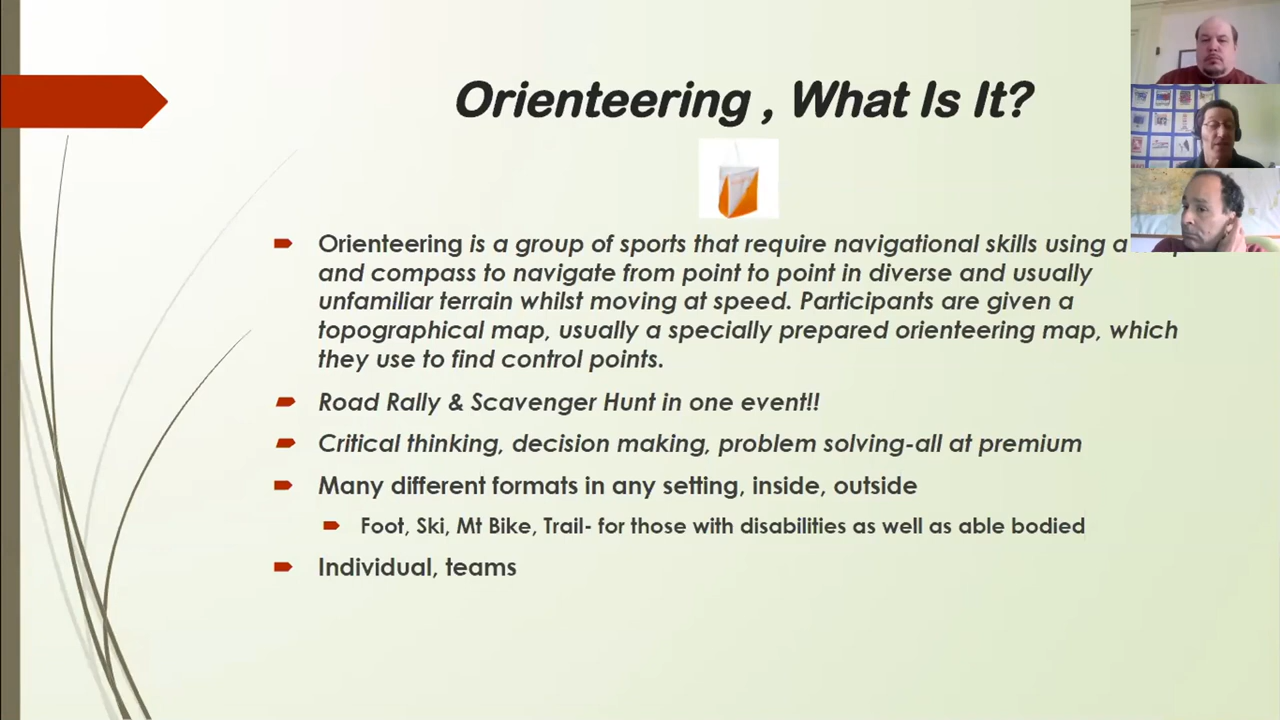 Orienteering , What Is It?
Orienteering is a group of sports that require navigational skills using a
and compass to navigate from point to point in diverse and usually
unfamiliar terrain whilst moving at speed. Participants are given a
topographical map, usually a specially prepared orienteering map, which
they use to find control points.
Road Rally & Scavenger Hunt in one event!!
Critical thinking, decision making, problem solving-all at premium
Many different formats in any setting, inside, outside
Foot, Ski, Mt Bike, Trail- for those with disabilities as well as able bodied
Individual, teams